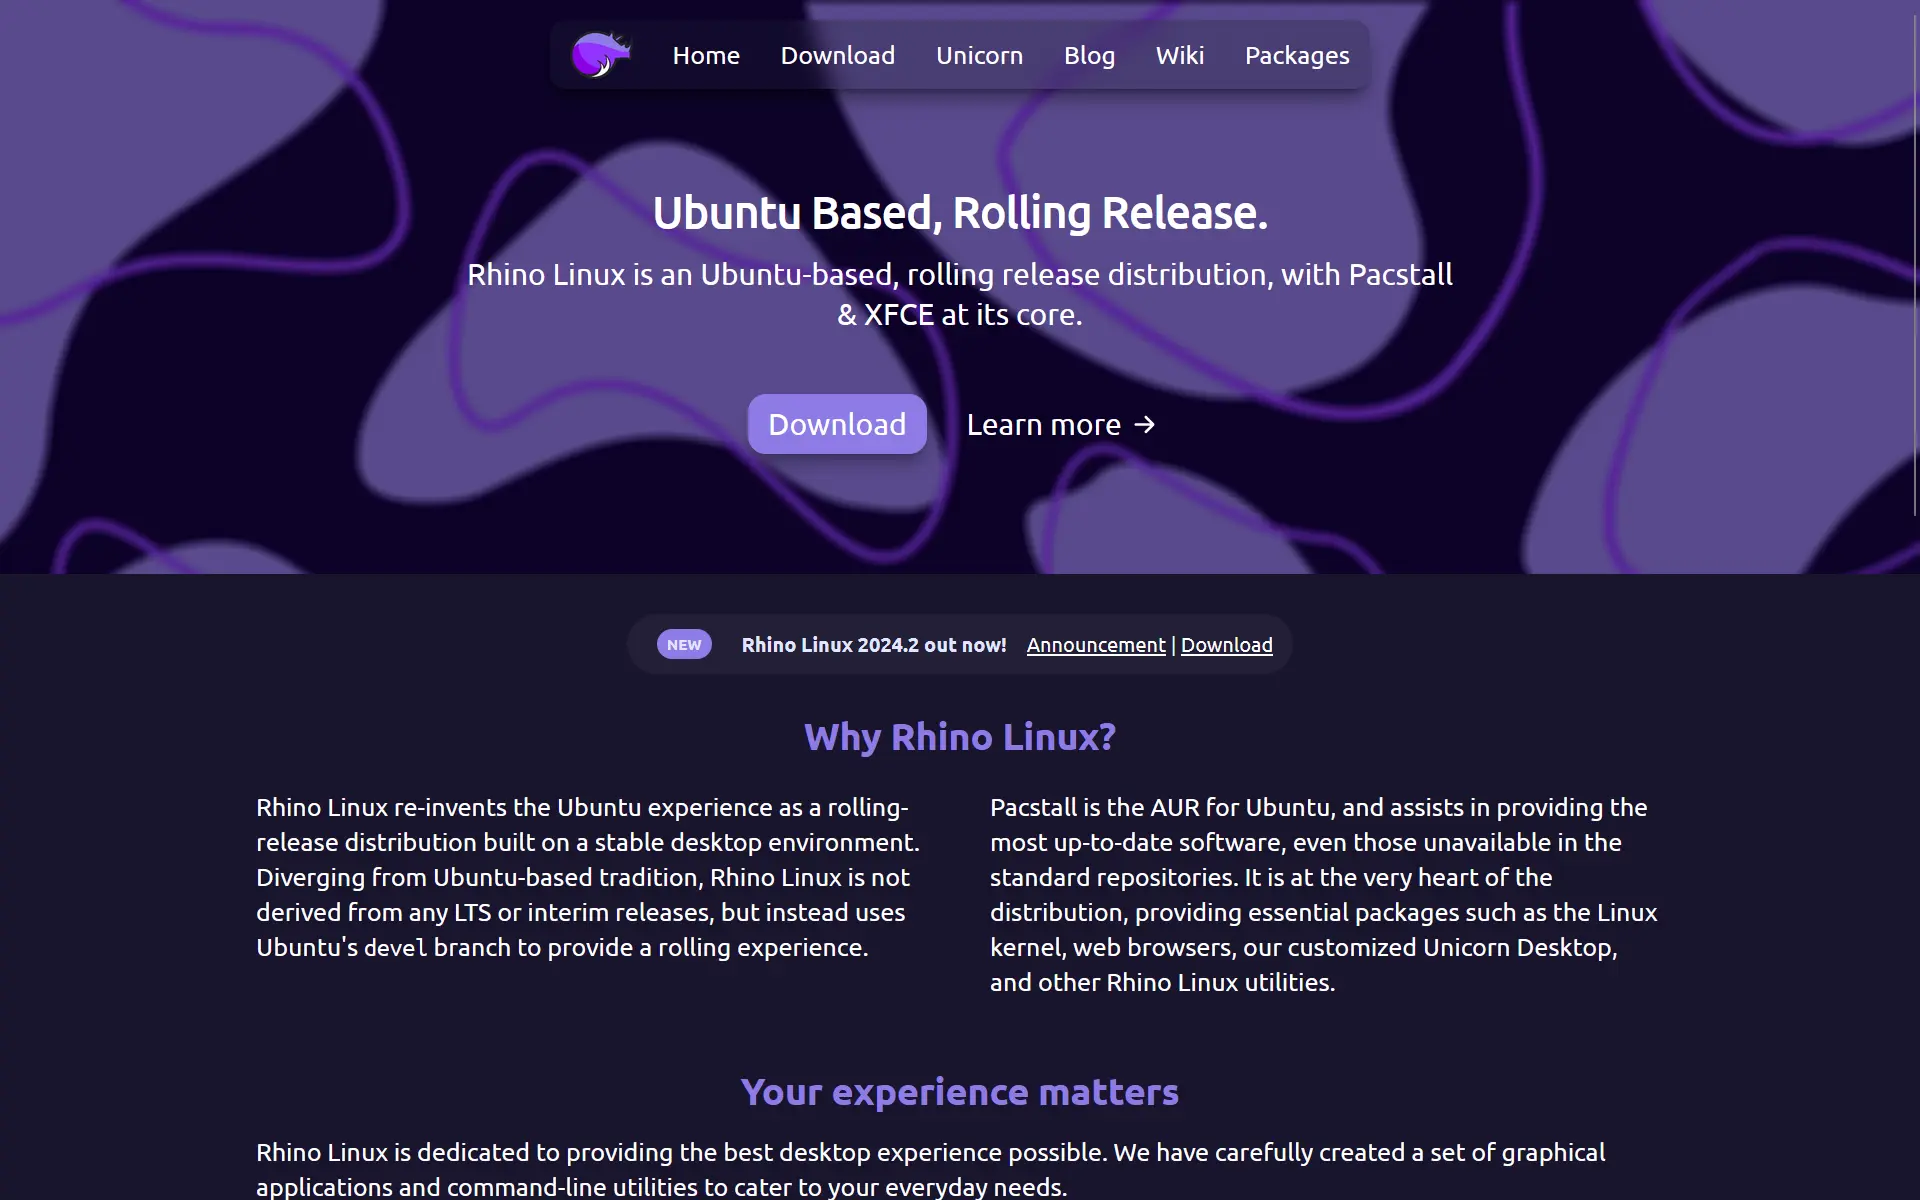 Home Download Unicorn Blog Wiki Packages
Ubuntu Based, Rolling Release.
Rhino Linux is an Ubuntu-based, rolling release distribution, with Pacstall
& XFCE at its core.
Download Learn more →
NEW Rhino Linux 2024.2 out now! Announcement | Download
Why Rhino Linux?
Rhino Linux re-invents the Ubuntu experience as a rolling-
release distribution built on a stable desktop environment.
Diverging from Ubuntu-based tradition, Rhino Linux is not
derived from any LTS or interim releases, but instead uses
Ubuntu's devel branch to provide a rolling experience.
Pacstall is the AUR for Ubuntu, and assists in providing the
most up-to-date software, even those unavailable in the
standard repositories. It is at the very heart of the
distribution, providing essential packages such as the Linux
kernel, web browsers, our customized Unicorn Desktop,
and other Rhino Linux utilities.
Your experience matters
Rhino Linux is dedicated to providing the best desktop experience possible. We have carefully created a set of graphical
applications and command-line utilities to cater to your everyday needs.